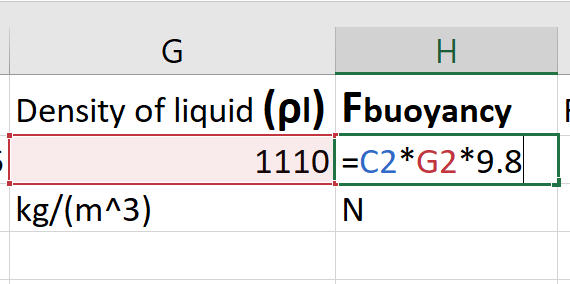 G H
Density of liquid (ρl) Fbuoyancy
1110 =C2*G2*9.8
kg/(m^3) N